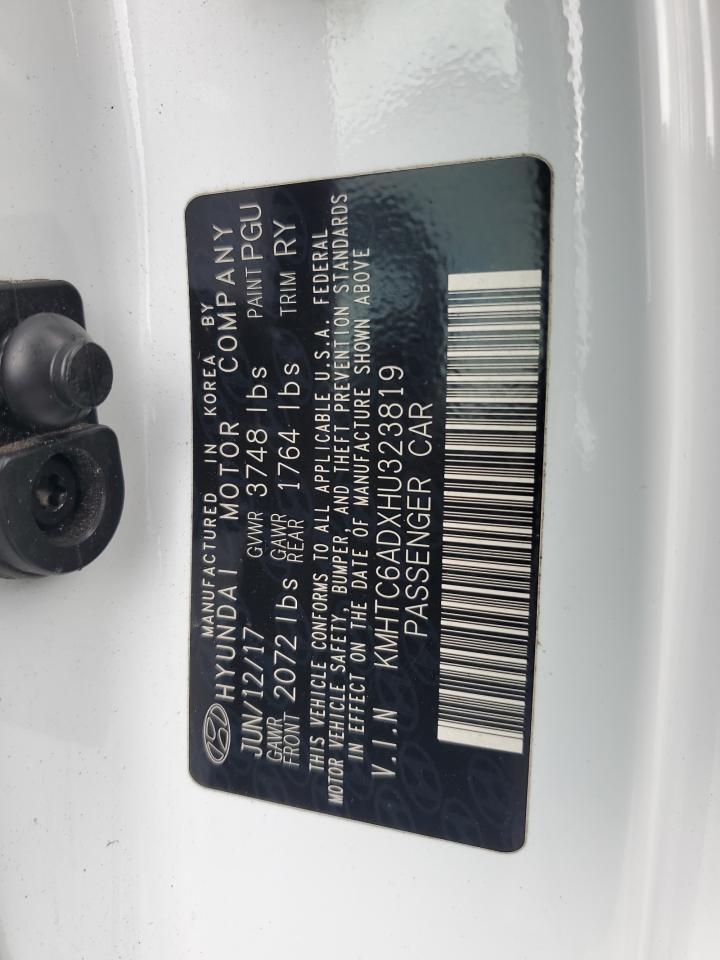 MANUFACTURED IN KOREA BY
HYUNDAI MOTOR COMPANY
JUN/12/17 GVWR 3748 lbs PAINT PGU
GAWR FRONT 2072 lbs GAWR REAR 1764 lbs TRIM RY
THIS VEHICLE CONFORMS TO ALL APPLICABLE U.S.A. FEDERAL
MOTOR VEHICLE SAFETY, BUMPER, AND THEFT PREVENTION STANDARDS
IN EFFECT ON THE DATE OF MANUFACTURE SHOWN ABOVE
V.I.N KMHTC6ADXHU323819
PASSENGER CAR